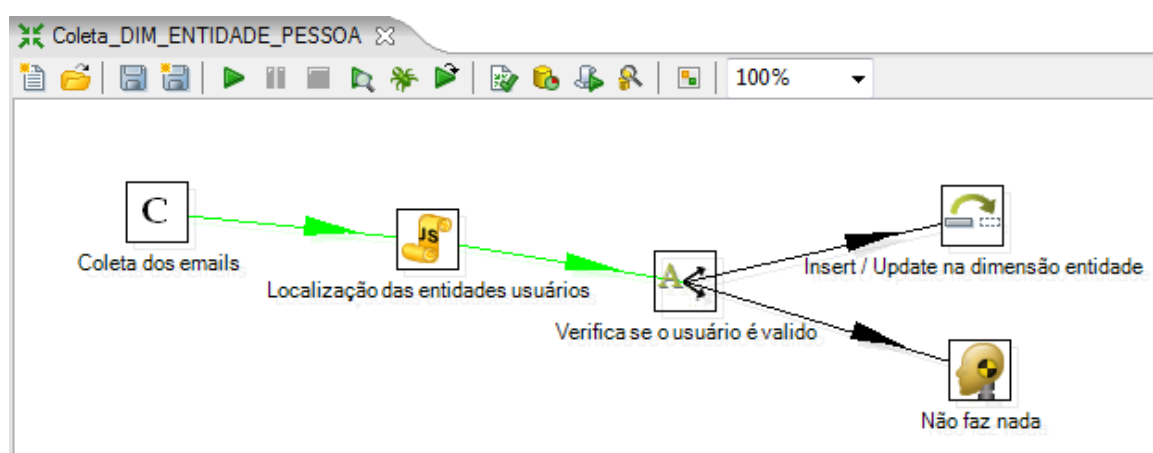 Coleta_DIM_ENTIDADE_PESSOA
100%
C
Coleta dos emails
JS
Localização das entidades usuários
A
Verifica se o usuário é valido
Insert / Update na dimensão entidade
Não faz nada